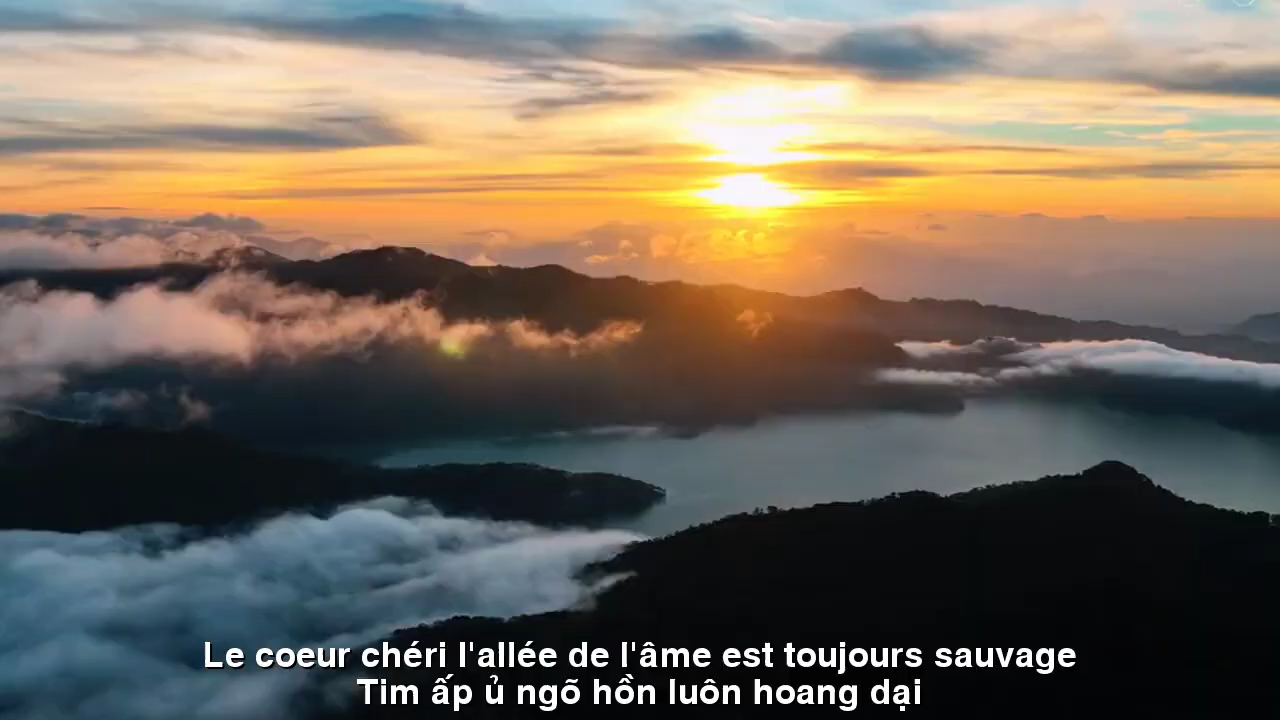 Le coeur chéri l'allée de l'âme est toujours sauvage
Tim ấp ủ ngõ hồn luôn hoang dại